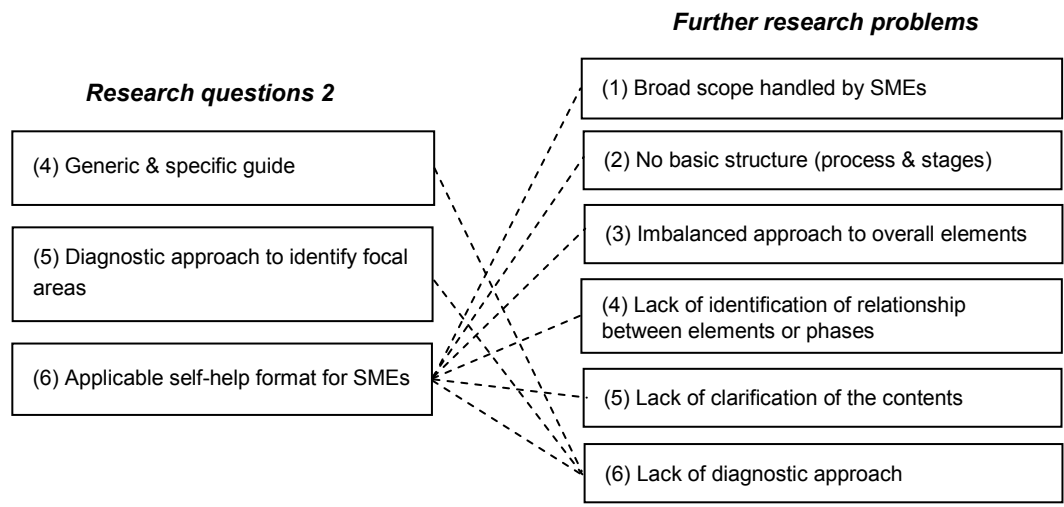 Further research problems
Research questions 2
(1) Broad scope handled by SMEs
(4) Generic & specific guide
(2) No basic structure (process & stages)
(5) Diagnostic approach to identify focal
areas
(3) Imbalanced approach to overall elements
(4) Lack of identification of relationship
between elements or phases
(6) Applicable self-help format for SMEs
(5) Lack of clarification of the contents
(6) Lack of diagnostic approach